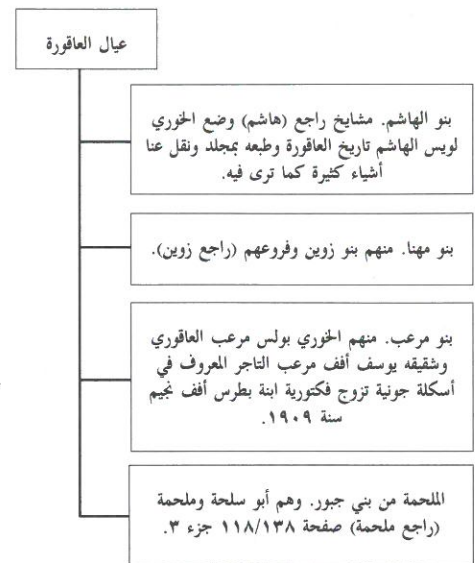 عيال العاقورة
بنو الهاشم. مشايخ راجع (هاشم) وضع الخوري
لويس الهاشم تاريخ العاقورة وطبعه بمجلد ونقل عنا
أشياء كثيرة كما ترى فيه.
بنو مهنا. منهم بنو زوين وفروعهم (راجع زوين).
بنو مرعب. منهم الخوري بولس مرعب العاقوري
وشقيقه يوسف أفف مرعب التاجر المعروف في
أسكلة جونية تزوج فكتورية ابنة بطرس أفف نجيم
سنة ١٩٠٩.
الملحمة من بني جبور. وهم أبو سلحة وملحمة
(راجع ملحمة) صفحة ١١٨/١٣٨ جزء ٣.